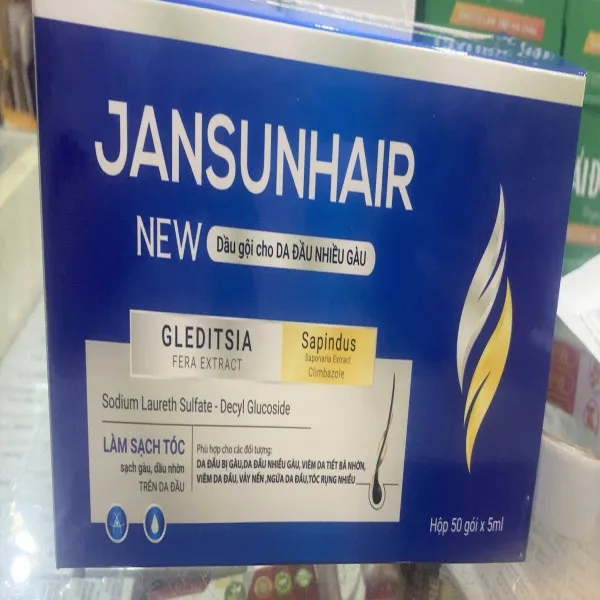 JANSUNHAIR
NEW Dầu gội cho DA ĐẦU NHIỀU GÀU
GLEDITSIA
FERA EXTRACT
Sapindus
Saponaria Extract
Climbazole
Sodium Laureth Sulfate - Decyl Glucoside
LÀM SẠCH TÓC
sạch gàu, dầu nhờn
TRÊN DA ĐẦU
Phù hợp cho các đối tượng:
DA ĐẦU BỊ GÀU,DA ĐẦU NHIỀU GÀU, VIÊM DA TIẾT BÃ NHỜN,
VIÊM DA ĐẦU, VẢY NẾN ,NGỨA DA ĐẦU,TÓC RỤNG NHIỀU
Hộp 50 gói x 5ml